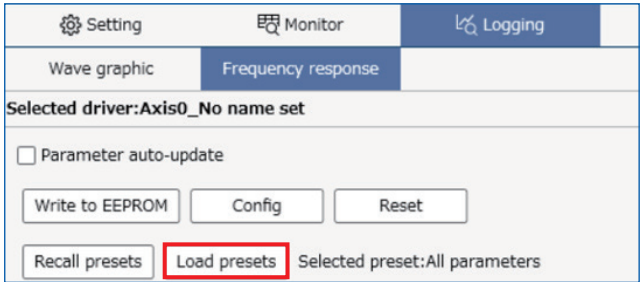 Setting Monitor Logging
Wave graphic Frequency response
Selected driver:Axis0_No name set
Parameter auto-update
Write to EEPROM Config Reset
Recall presets Load presets Selected preset:All parameters